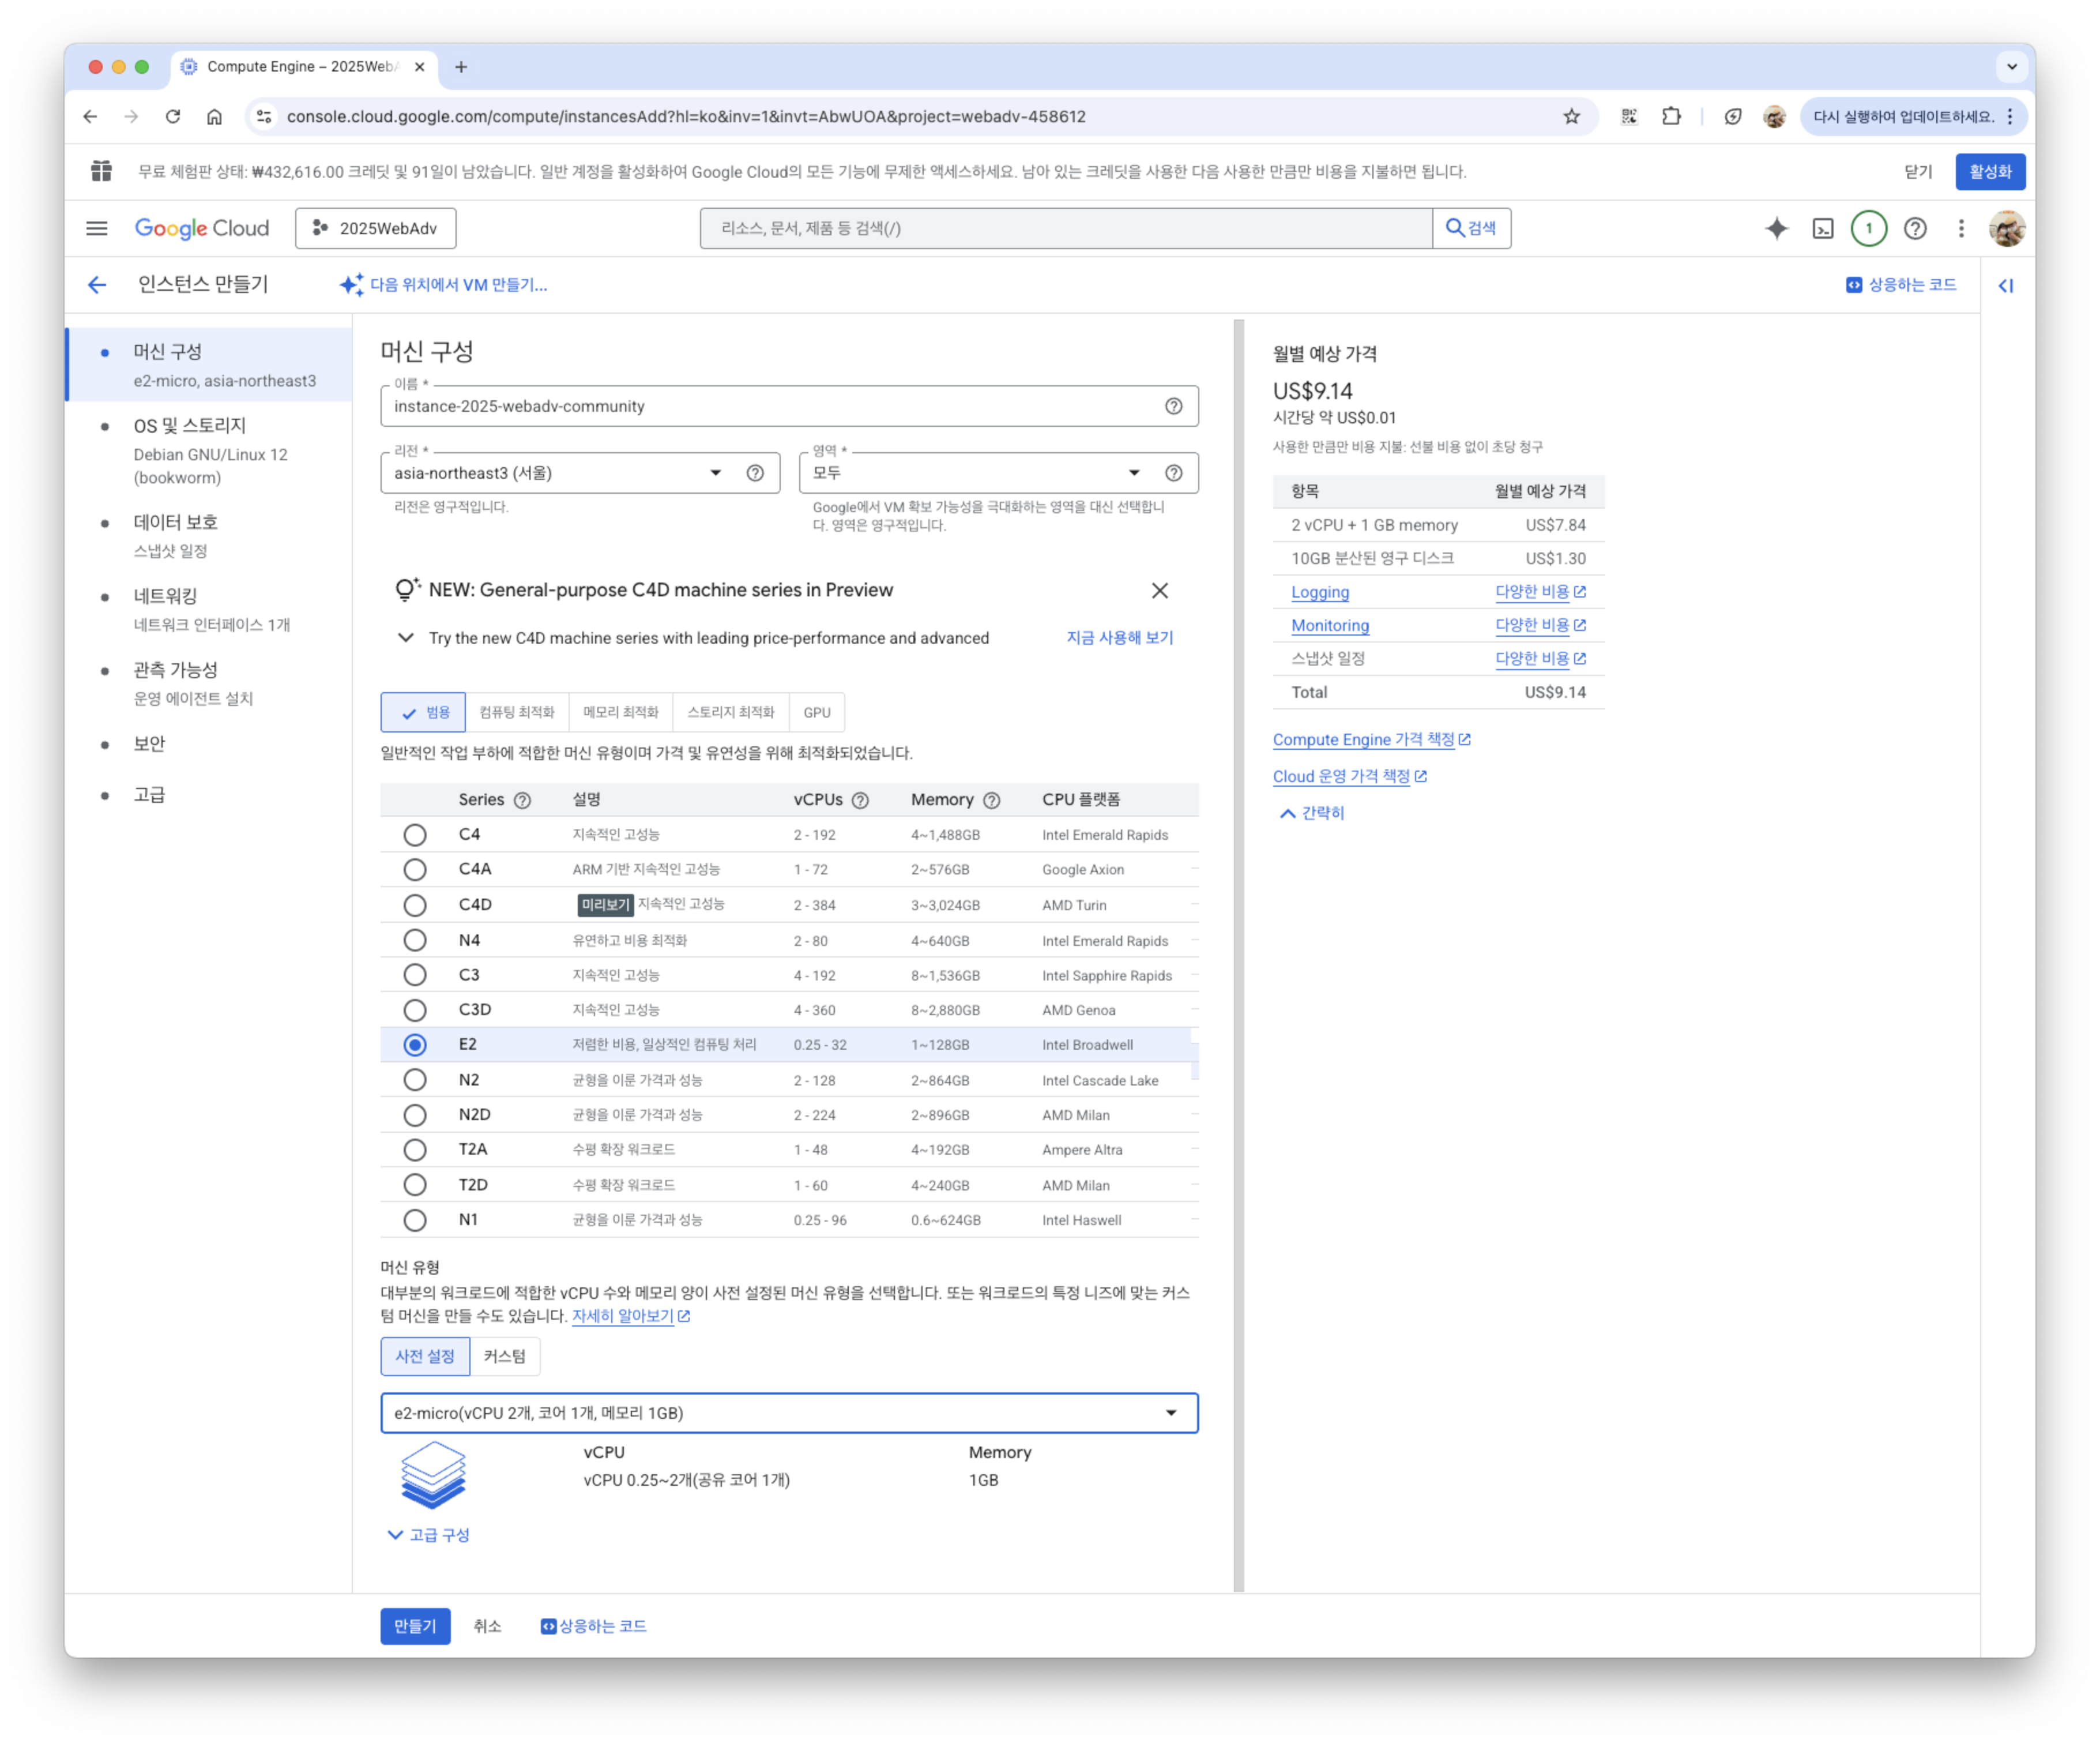 Compute Engine – 2025WebA
console.cloud.google.com/compute/instancesAdd?hl=ko&inv=1&invt=AbwUOA&project=webadv-458612
다시 실행하여 업데이트하세요.
무료 체험판 상태: ₩432,616.00 크레딧 및 91일이 남았습니다. 일반 계정을 활성화하여 Google Cloud의 모든 기능에 무제한 액세스하세요. 남아 있는 크레딧을 사용한 다음 사용한 만큼만 비용을 지불하면 됩니다.
닫기
활성화
Google Cloud
2025WebAdv
리소스, 문서, 제품 등 검색(/)
검색
1
인스턴스 만들기
다음 위치에서 VM 만들기...
상응하는 코드
머신 구성
e2-micro, asia-northeast3
OS 및 스토리지
Debian GNU/Linux 12
(bookworm)
데이터 보호
스냅샷 일정
네트워킹
네트워크 인터페이스 1개
관측 가능성
운영 에이전트 설치
보안
고급
머신 구성
이름 *
instance-2025-webadv-community
리전 *
asia-northeast3 (서울)
리전은 영구적입니다.
영역 *
모두
Google에서 VM 확보 가능성을 극대화하는 영역을 대신 선택합니
다. 영역은 영구적입니다.
NEW: General-purpose C4D machine series in Preview
Try the new C4D machine series with leading price-performance and advanced
지금 사용해 보기
범용 컴퓨팅 최적화 메모리 최적화 스토리지 최적화 GPU
일반적인 작업 부하에 적합한 머신 유형이며 가격 및 유연성을 위해 최적화되었습니다.
Series 설명 vCPUs Memory CPU 플랫폼
C4 지속적인 고성능 2 - 192 4~1,488GB Intel Emerald Rapids
C4A ARM 기반 지속적인 고성능 1 - 72 2~576GB Google Axion
C4D 미리보기 지속적인 고성능 2 - 384 3~3,024GB AMD Turin
N4 유연하고 비용 최적화 2 - 80 4~640GB Intel Emerald Rapids
C3 지속적인 고성능 4 - 192 8~1,536GB Intel Sapphire Rapids
C3D 지속적인 고성능 4 - 360 8~2,880GB AMD Genoa
E2 저렴한 비용, 일상적인 컴퓨팅 처리 0.25 - 32 1~128GB Intel Broadwell
N2 균형을 이룬 가격과 성능 2 - 128 2~864GB Intel Cascade Lake
N2D 균형을 이룬 가격과 성능 2 - 224 2~896GB AMD Milan
T2A 수평 확장 워크로드 1 - 48 4~192GB Ampere Altra
T2D 수평 확장 워크로드 1 - 60 4~240GB AMD Milan
N1 균형을 이룬 가격과 성능 0.25 - 96 0.6~624GB Intel Haswell
머신 유형
대부분의 워크로드에 적합한 vCPU 수와 메모리 양이 사전 설정된 머신 유형을 선택합니다. 또는 워크로드의 특정 니즈에 맞는 커스
텀 머신을 만들 수도 있습니다. 자세히 알아보기
사전 설정 커스텀
e2-micro(vCPU 2개, 코어 1개, 메모리 1GB)
vCPU Memory
vCPU 0.25~2개(공유 코어 1개) 1GB
고급 구성
만들기 취소 상응하는 코드
월별 예상 가격
US$9.14
시간당 약 US$0.01
사용한 만큼만 비용 지불: 선불 비용 없이 초당 청구
항목 월별 예상 가격
2 vCPU + 1 GB memory US$7.84
10GB 분산된 영구 디스크 US$1.30
Logging 다양한 비용
Monitoring 다양한 비용
스냅샷 일정 다양한 비용
Total US$9.14
Compute Engine 가격 책정
Cloud 운영 가격 책정
간략히